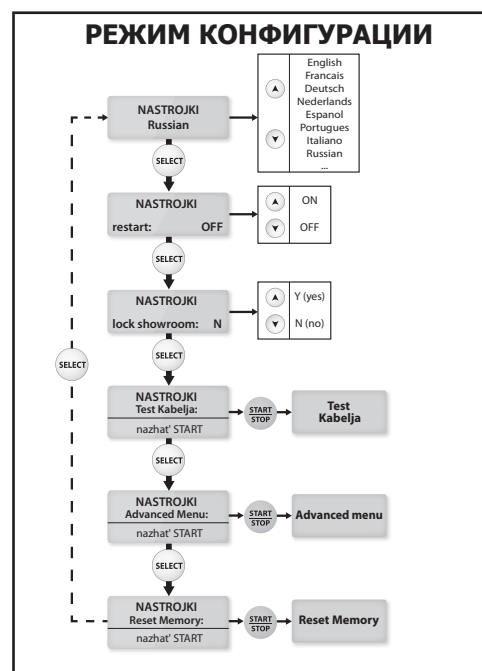 РЕЖИМ КОНФИГУРАЦИИ
NASTROJKI
Russian
English
Francais
Deutsch
Nederlands
Espanol
Portugues
Italiano
Russian
...
SELECT
NASTROJKI
restart: OFF
ON
OFF
SELECT
NASTROJKI
lock showroom: N
Y (yes)
N (no)
SELECT
SELECT
NASTROJKI
Test Kabelja:
nazhat' START
START
STOP
Test
Kabelja
SELECT
NASTROJKI
Advanced Menu:
nazhat' START
START
STOP
Advanced menu
SELECT
NASTROJKI
Reset Memory:
nazhat' START
START
STOP
Reset Memory